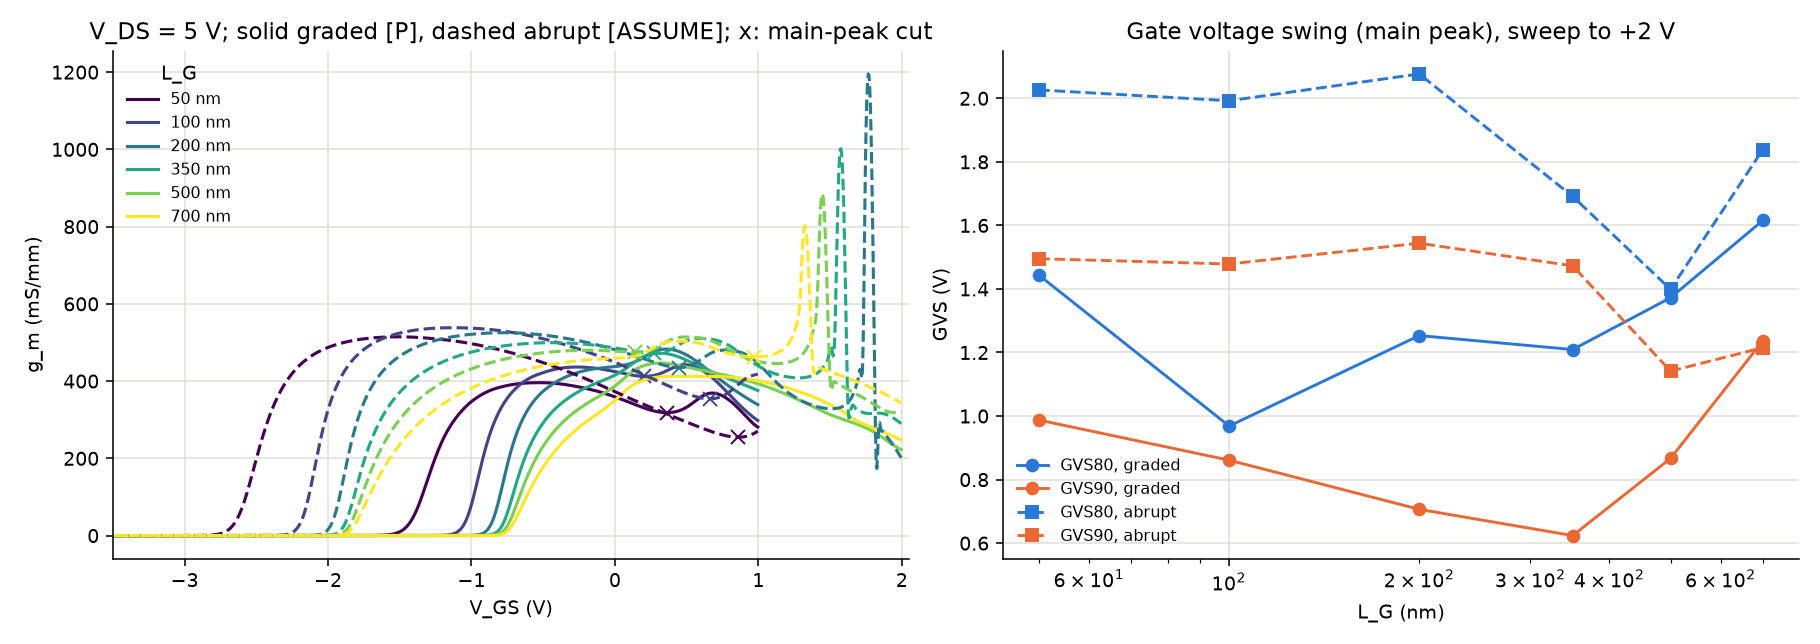 V_DS = 5 V; solid graded [P], dashed abrupt [ASSUME]; x: main-peak cut
L_G
50 nm
100 nm
200 nm
350 nm
500 nm
700 nm
1200
1000
800
600
400
200
0
g_m (mS/mm)
−3
−2
−1
0
1
2
V_GS (V)
Gate voltage swing (main peak), sweep to +2 V
2.0
1.8
1.6
1.4
1.2
1.0
0.8
0.6
GVS (V)
GVS80, graded
GVS90, graded
GVS80, abrupt
GVS90, abrupt
6 × 10¹
10²
2 × 10²
3 × 10²
4 × 10²
6 × 10²
L_G (nm)